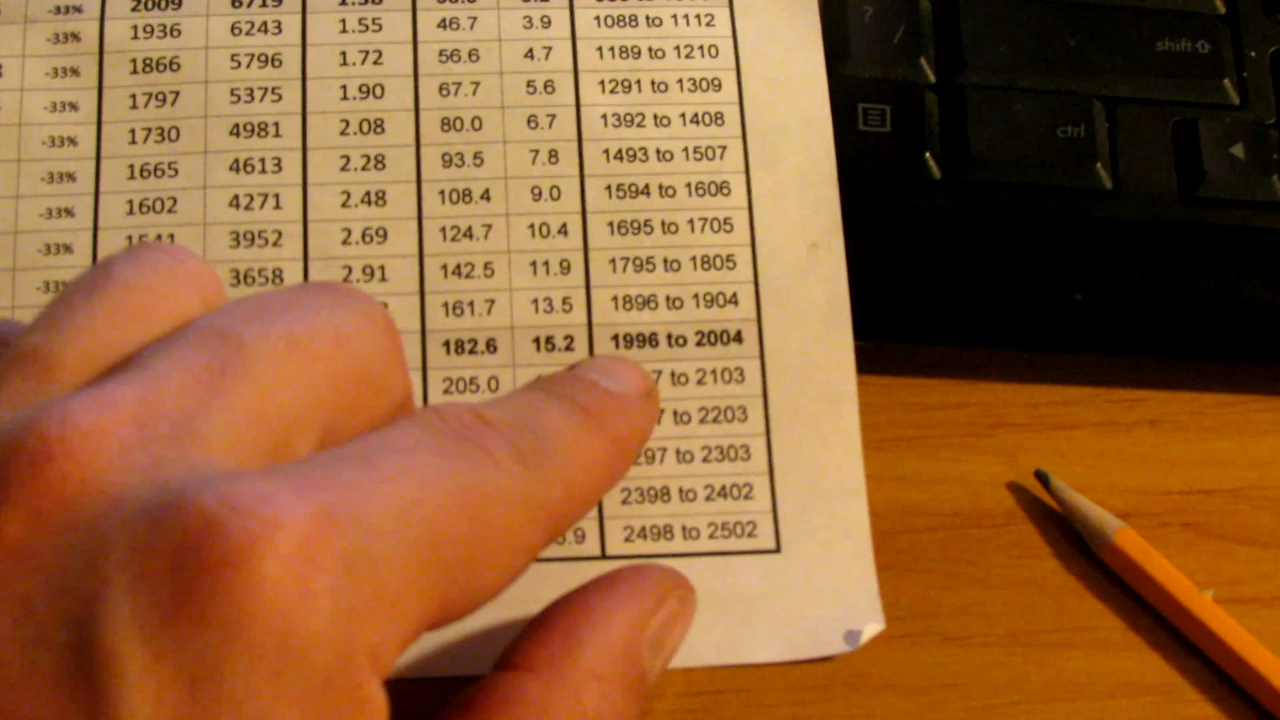 -33% 2009 6719 1.38
-33% 1936 6243 1.55 46.7 3.9 1088 to 1112
-33% 1866 5796 1.72 56.6 4.7 1189 to 1210
-33% 1797 5375 1.90 67.7 5.6 1291 to 1309
-33% 1730 4981 2.08 80.0 6.7 1392 to 1408
-33% 1665 4613 2.28 93.5 7.8 1493 to 1507
-33% 1602 4271 2.48 108.4 9.0 1594 to 1606
-33% 1541 3952 2.69 124.7 10.4 1695 to 1705
3658 2.91 142.5 11.9 1795 to 1805
161.7 13.5 1896 to 1904
182.6 15.2 1996 to 2004
205.0 to 2103
to 2203
to 2303
2398 to 2402
2498 to 2502
?
/
shift
ctrl